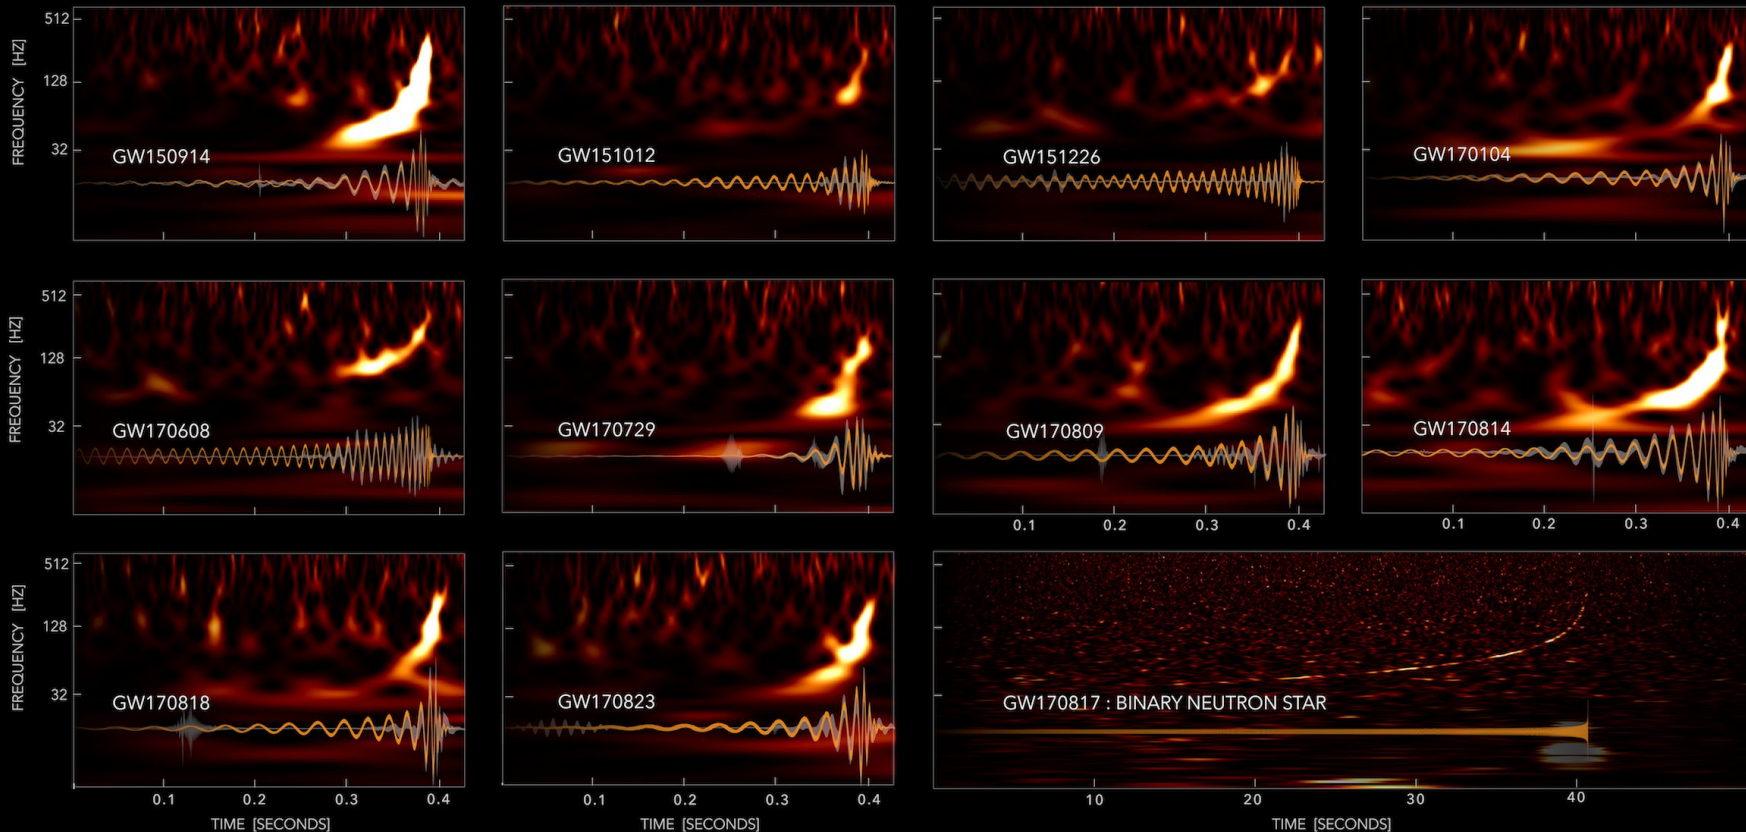 512
128
32
FREQUENCY [HZ]
GW150914
GW151012
GW151226
GW170104
512
128
32
FREQUENCY [HZ]
GW170608
GW170729
GW170809
GW170814
0.1 0.2 0.3 0.4
0.1 0.2 0.3 0.4
512
128
32
FREQUENCY [HZ]
GW170818
GW170823
GW170817 : BINARY NEUTRON STAR
0.1 0.2 0.3 0.4
0.1 0.2 0.3 0.4
10 20 30 40
TIME [SECONDS]
TIME [SECONDS]
TIME [SECONDS]